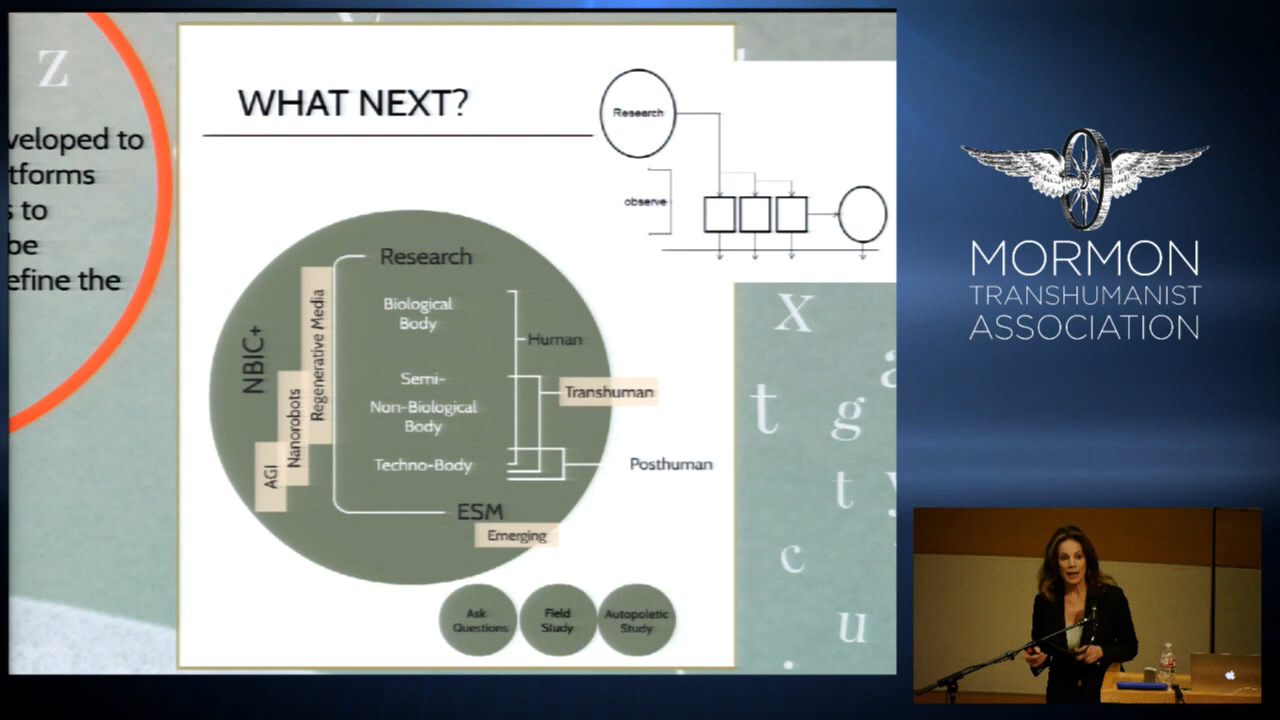 z
veloped to
tforms
s to
be
efine the
WHAT NEXT?
Research
observe
Research
Biological
Body
Human
Semi-
Transhuman
Non-Biological
Body
Techno-Body
Posthuman
ESM
Emerging
NBIC+
Regenerative Media
Nanorobots
AGI
Ask
Questions
Field
Study
Autopoietic
Study
x
a
t g
t y
c
u
MORMON
TRANSHUMANIST
ASSOCIATION